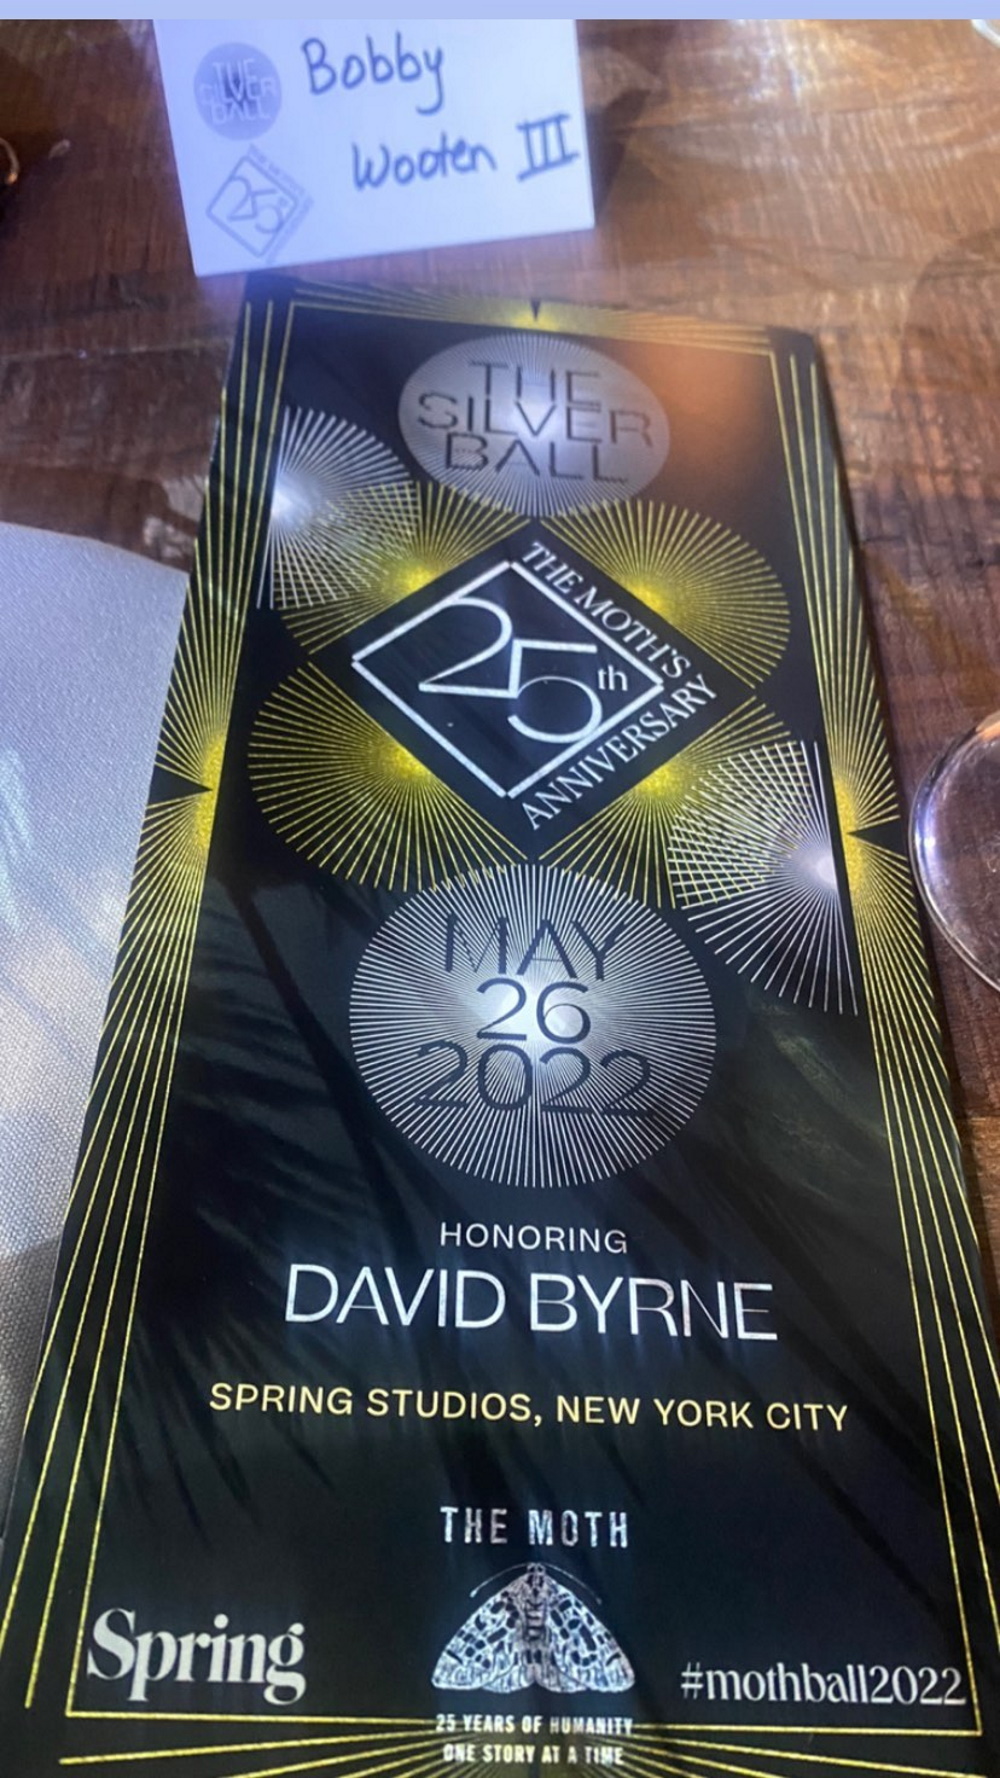 THE
SILVER
BALL
Bobby
Wooten III
25
THE
SILVER
BALL
25th
THE MOTH'S
ANNIVERSARY
MAY
26
2022
HONORING
DAVID BYRNE
SPRING STUDIOS, NEW YORK CITY
THE MOTH
Spring
#mothball2022
25 YEARS OF HUMANITY
ONE STORY AT A TIME